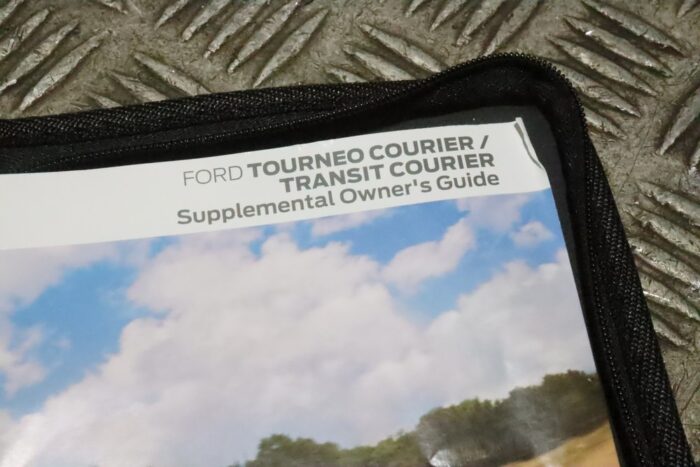 FORD TOURNEO COURIER /
TRANSIT COURIER
Supplemental Owner's Guide